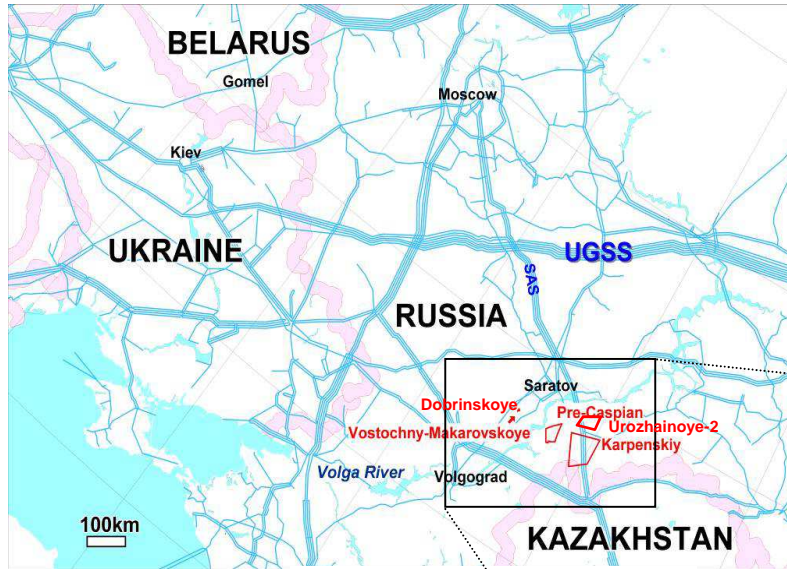 BELARUS
Gomel
Moscow
Kiev
UKRAINE
UGSS
SAS
RUSSIA
Saratov
Dobrinskoye
Pre-Caspian
Urozhainoye-2
Vostochny-Makarovskoye
Karpenskiy
Volga River
Volgograd
100km
KAZAKHSTAN